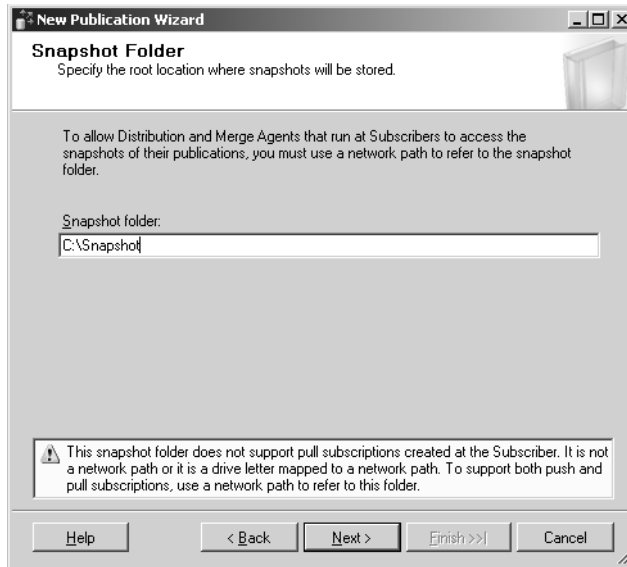 New Publication Wizard
Snapshot Folder
Specify the root location where snapshots will be stored.
To allow Distribution and Merge Agents that run at Subscribers to access the
snapshots of their publications, you must use a network path to refer to the snapshot
folder.
Snapshot folder:
C:\Snapshot
This snapshot folder does not support pull subscriptions created at the Subscriber. It is not
a network path or it is a drive letter mapped to a network path. To support both push and
pull subscriptions, use a network path to refer to this folder.
Help < Back Next > Finish >>| Cancel